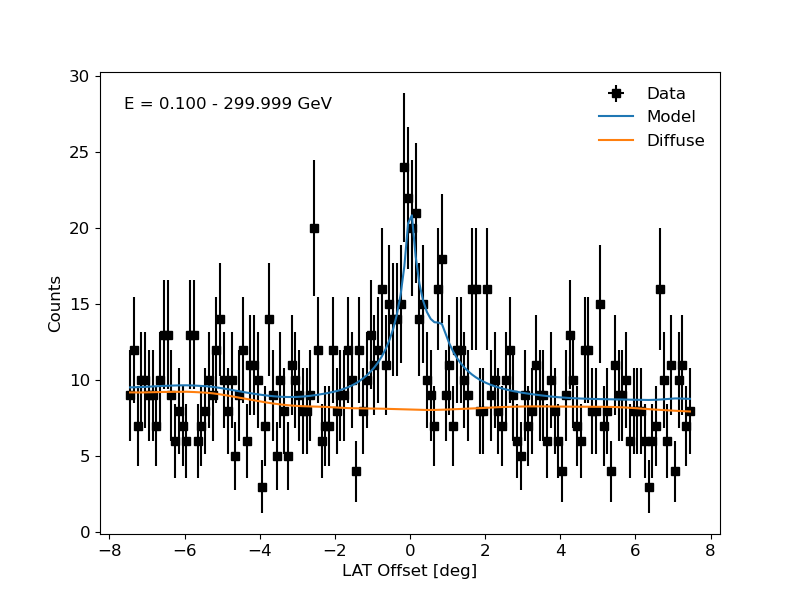 E = 0.100 - 299.999 GeV
Data
Model
Diffuse
30
25
20
15
10
5
0
Counts
−8 −6 −4 −2 0 2 4 6 8
LAT Offset [deg]